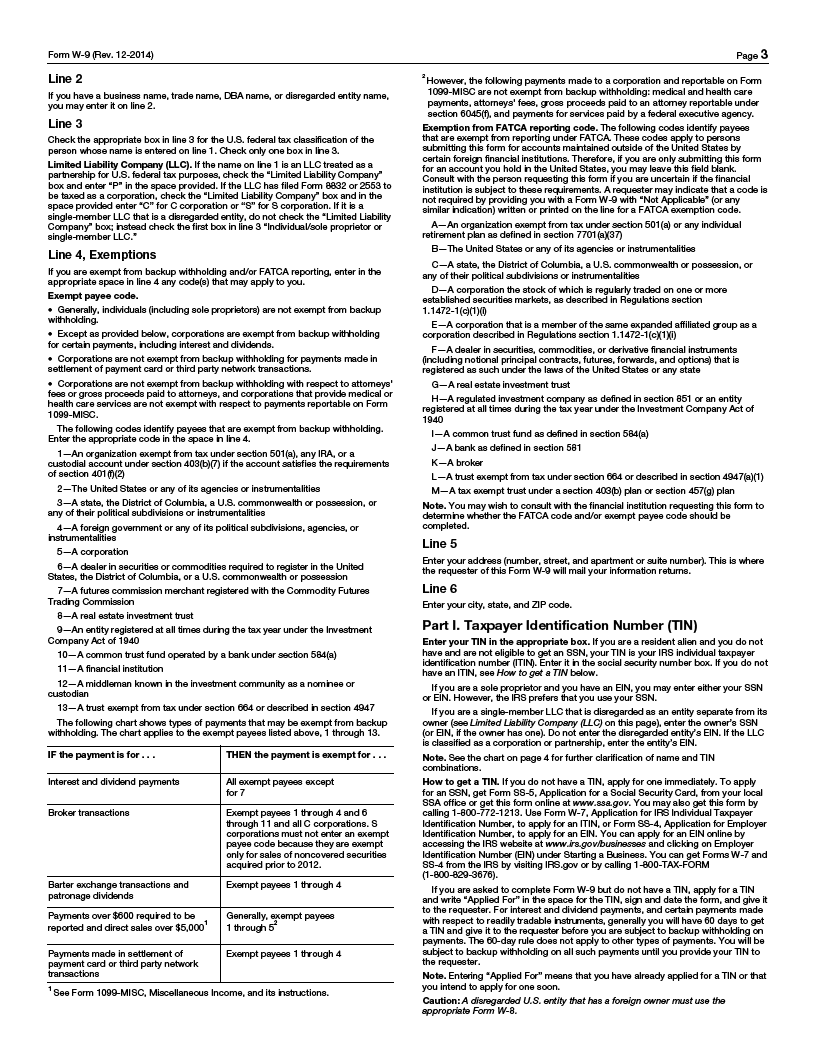 Form W-9 (Rev. 12-2014)
Page 3
Line 2
If you have a business name, trade name, DBA name, or disregarded entity name,
you may enter it on line 2.
Line 3
Check the appropriate box in line 3 for the U.S. federal tax classification of the
person whose name is entered on line 1. Check only one box in line 3.
Limited Liability Company (LLC). If the name on line 1 is an LLC treated as a
partnership for U.S. federal tax purposes, check the “Limited Liability Company”
box and enter “P” in the space provided. If the LLC has filed Form 8832 or 2553 to
be taxed as a corporation, check the “Limited Liability Company” box and in the
space provided enter “C” for C corporation or “S” for S corporation. If it is a
single-member LLC that is a disregarded entity, do not check the “Limited Liability
Company” box; instead check the first box in line 3 “Individual/sole proprietor or
single-member LLC.”
Line 4, Exemptions
If you are exempt from backup withholding and/or FATCA reporting, enter in the
appropriate space in line 4 any code(s) that may apply to you.
Exempt payee code.
• Generally, individuals (including sole proprietors) are not exempt from backup
withholding.
• Except as provided below, corporations are exempt from backup withholding
for certain payments, including interest and dividends.
• Corporations are not exempt from backup withholding for payments made in
settlement of payment card or third party network transactions.
• Corporations are not exempt from backup withholding with respect to attorneys'
fees or gross proceeds paid to attorneys, and corporations that provide medical or
health care services are not exempt with respect to payments reportable on Form
1099-MISC.
The following codes identify payees that are exempt from backup withholding.
Enter the appropriate code in the space in line 4.
1—An organization exempt from tax under section 501(a), any IRA, or a
custodial account under section 403(b)(7) if the account satisfies the requirements
of section 401(f)(2)
2—The United States or any of its agencies or instrumentalities
3—A state, the District of Columbia, a U.S. commonwealth or possession, or
any of their political subdivisions or instrumentalities
4—A foreign government or any of its political subdivisions, agencies, or
instrumentalities
5—A corporation
6—A dealer in securities or commodities required to register in the United
States, the District of Columbia, or a U.S. commonwealth or possession
7—A futures commission merchant registered with the Commodity Futures
Trading Commission
8—A real estate investment trust
9—An entity registered at all times during the tax year under the Investment
Company Act of 1940
10—A common trust fund operated by a bank under section 584(a)
11—A financial institution
12—A middleman known in the investment community as a nominee or
custodian
13—A trust exempt from tax under section 664 or described in section 4947
The following chart shows types of payments that may be exempt from backup
withholding. The chart applies to the exempt payees listed above, 1 through 13.
IF the payment is for . . .
THEN the payment is exempt for . . .
Interest and dividend payments
All exempt payees except
for 7
Broker transactions
Exempt payees 1 through 4 and 6
through 11 and all C corporations. S
corporations must not enter an exempt
payee code because they are exempt
only for sales of noncovered securities
acquired prior to 2012.
Barter exchange transactions and
patronage dividends
Exempt payees 1 through 4
Payments over $600 required to be
reported and direct sales over $5,000¹
Generally, exempt payees
1 through 5²
Payments made in settlement of
payment card or third party network
transactions
Exempt payees 1 through 4
¹ See Form 1099-MISC, Miscellaneous Income, and its instructions.
² However, the following payments made to a corporation and reportable on Form
1099-MISC are not exempt from backup withholding: medical and health care
payments, attorneys' fees, gross proceeds paid to an attorney reportable under
section 6045(f), and payments for services paid by a federal executive agency.
Exemption from FATCA reporting code. The following codes identify payees
that are exempt from reporting under FATCA. These codes apply to persons
submitting this form for accounts maintained outside of the United States by
certain foreign financial institutions. Therefore, if you are only submitting this form
for an account you hold in the United States, you may leave this field blank.
Consult with the person requesting this form if you are uncertain if the financial
institution is subject to these requirements. A requester may indicate that a code is
not required by providing you with a Form W-9 with “Not Applicable” (or any
similar indication) written or printed on the line for a FATCA exemption code.
A—An organization exempt from tax under section 501(a) or any individual
retirement plan as defined in section 7701(a)(37)
B—The United States or any of its agencies or instrumentalities
C—A state, the District of Columbia, a U.S. commonwealth or possession, or
any of their political subdivisions or instrumentalities
D—A corporation the stock of which is regularly traded on one or more
established securities markets, as described in Regulations section
1.1472-1(c)(1)(i)
E—A corporation that is a member of the same expanded affiliated group as a
corporation described in Regulations section 1.1472-1(c)(1)(i)
F—A dealer in securities, commodities, or derivative financial instruments
(including notional principal contracts, futures, forwards, and options) that is
registered as such under the laws of the United States or any state
G—A real estate investment trust
H—A regulated investment company as defined in section 851 or an entity
registered at all times during the tax year under the Investment Company Act of
1940
I—A common trust fund as defined in section 584(a)
J—A bank as defined in section 581
K—A broker
L—A trust exempt from tax under section 664 or described in section 4947(a)(1)
M—A tax exempt trust under a section 403(b) plan or section 457(g) plan
Note. You may wish to consult with the financial institution requesting this form to
determine whether the FATCA code and/or exempt payee code should be
completed.
Line 5
Enter your address (number, street, and apartment or suite number). This is where
the requester of this Form W-9 will mail your information returns.
Line 6
Enter your city, state, and ZIP code.
Part I. Taxpayer Identification Number (TIN)
Enter your TIN in the appropriate box. If you are a resident alien and you do not
have and are not eligible to get an SSN, your TIN is your IRS individual taxpayer
identification number (ITIN). Enter it in the social security number box. If you do not
have an ITIN, see How to get a TIN below.
If you are a sole proprietor and you have an EIN, you may enter either your SSN
or EIN. However, the IRS prefers that you use your SSN.
If you are a single-member LLC that is disregarded as an entity separate from its
owner (see Limited Liability Company (LLC) on this page), enter the owner’s SSN
(or EIN, if the owner has one). Do not enter the disregarded entity’s EIN. If the LLC
is classified as a corporation or partnership, enter the entity’s EIN.
Note. See the chart on page 4 for further clarification of name and TIN
combinations.
How to get a TIN. If you do not have a TIN, apply for one immediately. To apply
for an SSN, get Form SS-5, Application for a Social Security Card, from your local
SSA office or get this form online at www.ssa.gov. You may also get this form by
calling 1-800-772-1213. Use Form W-7, Application for IRS Individual Taxpayer
Identification Number, to apply for an ITIN, or Form SS-4, Application for Employer
Identification Number, to apply for an EIN. You can apply for an EIN online by
accessing the IRS website at www.irs.gov/businesses and clicking on Employer
Identification Number (EIN) under Starting a Business. You can get Forms W-7 and
SS-4 from the IRS by visiting IRS.gov or by calling 1-800-TAX-FORM
(1-800-829-3676).
If you are asked to complete Form W-9 but do not have a TIN, apply for a TIN
and write “Applied For” in the space for the TIN, sign and date the form, and give it
to the requester. For interest and dividend payments, and certain payments made
with respect to readily tradable instruments, generally you will have 60 days to get
a TIN and give it to the requester before you are subject to backup withholding on
payments. The 60-day rule does not apply to other types of payments. You will be
subject to backup withholding on all such payments until you provide your TIN to
the requester.
Note. Entering “Applied For” means that you have already applied for a TIN or that
you intend to apply for one soon.
Caution: A disregarded U.S. entity that has a foreign owner must use the
appropriate Form W-8.